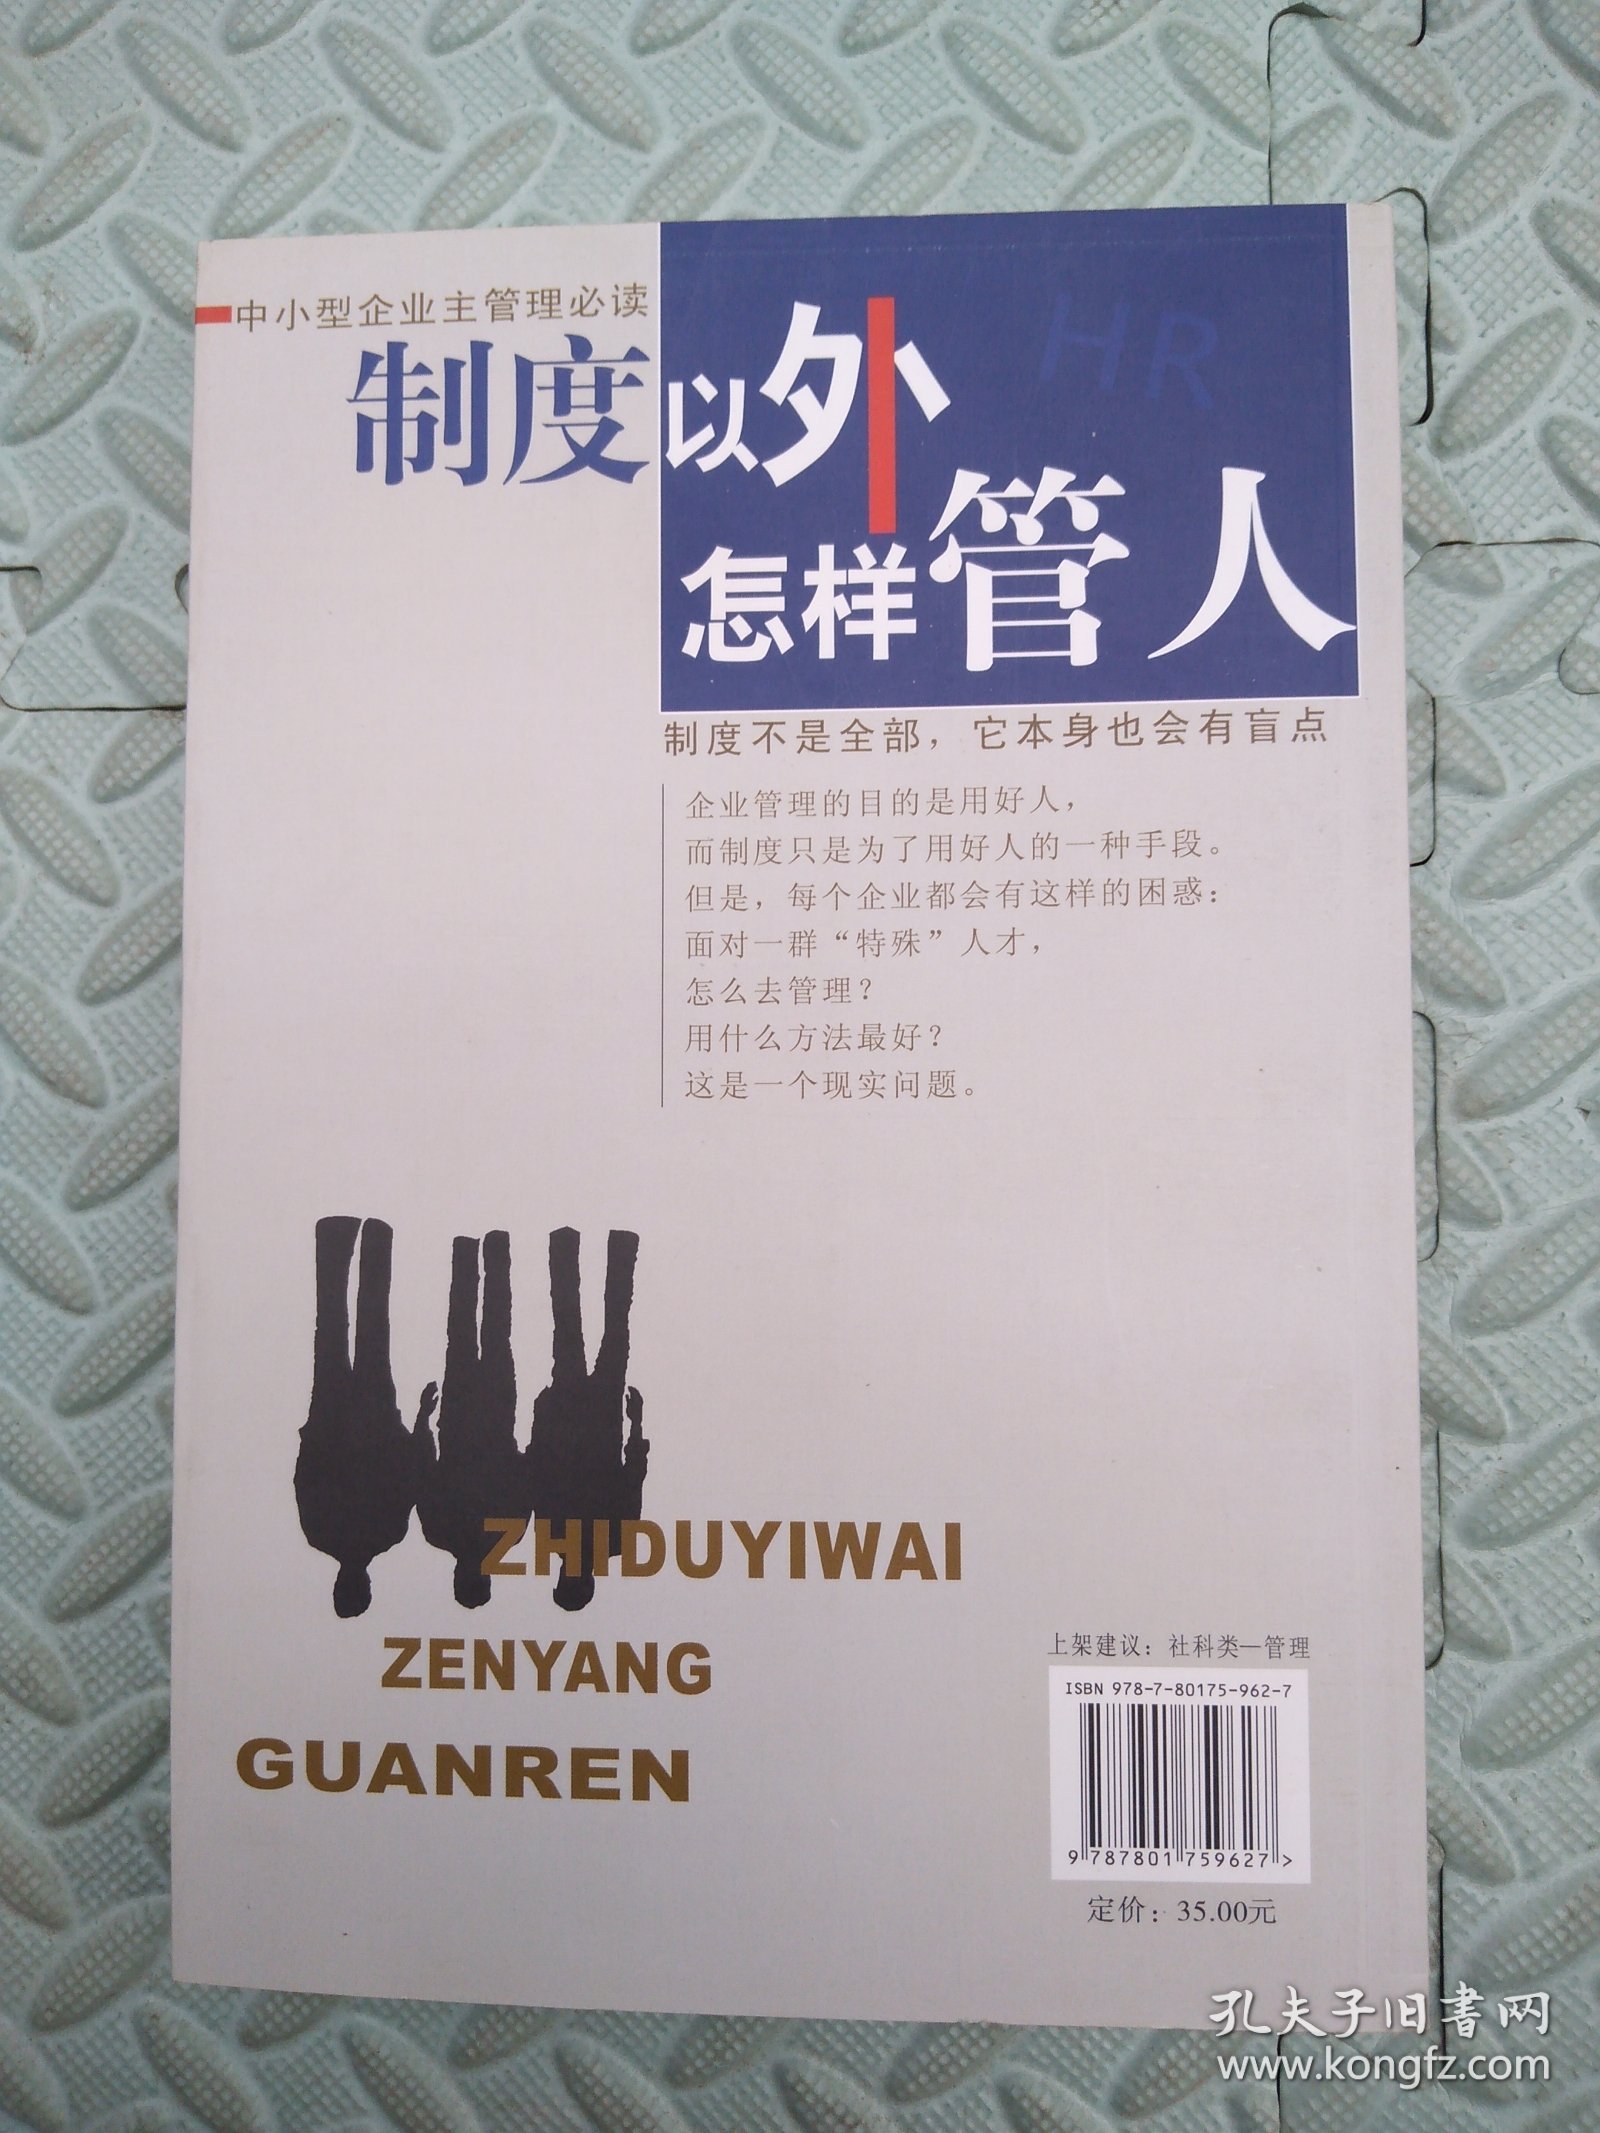 中小型企业主管理必读
制度以外
HR
怎样管人
制度不是全部，它本身也会有盲点
企业管理的目的是用好人，
而制度只是为了用好人的一种手段。
但是，每个企业都会有这样的困惑：
面对一群“特殊”人才，
怎么去管理？
用什么方法最好？
这是一个现实问题。
ZHIDUYIWAI
ZENYANG
GUANREN
上架建议：社科类—管理
ISBN 978-7-80175-962-7
9 787801 759627 >
定价：35.00元
孔夫子旧书网
www.kongfz.com